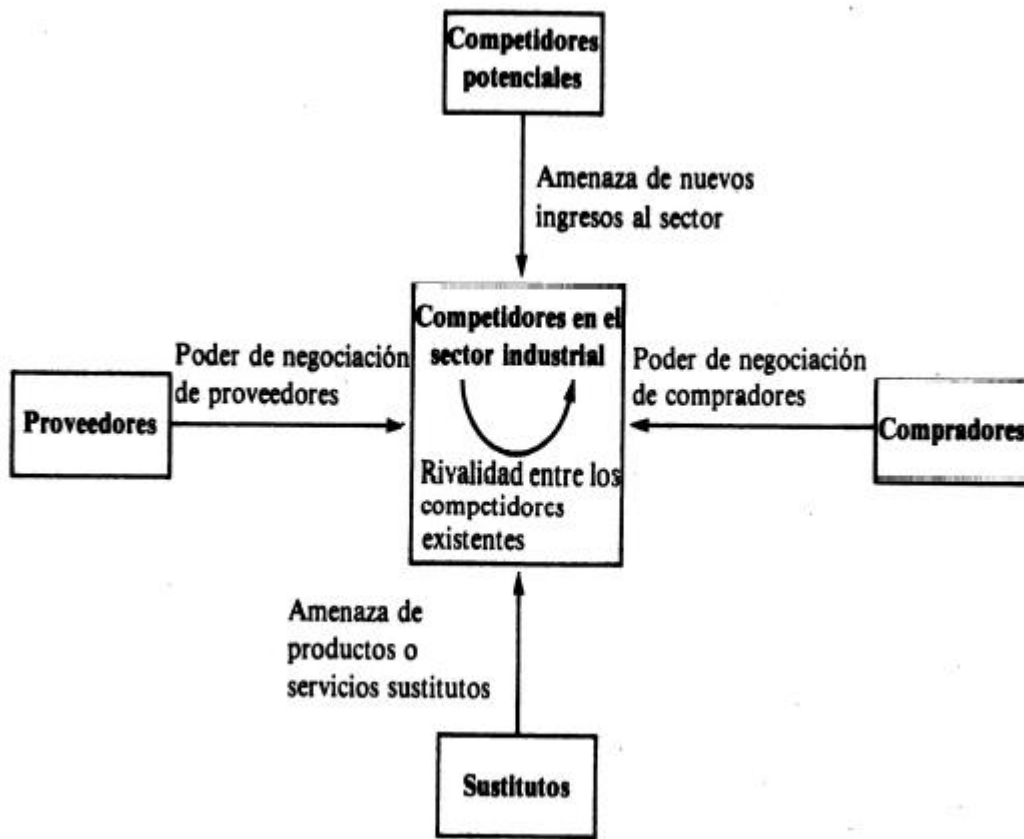 Competidores
potenciales
Amenaza de nuevos
ingresos al sector
Competidores en el
sector industrial
Poder de negociación
de proveedores
Proveedores
Poder de negociación
de compradores
Compradores
Rivalidad entre los
competidores
existentes
Amenaza de
productos o
servicios sustitutos
Sustitutos